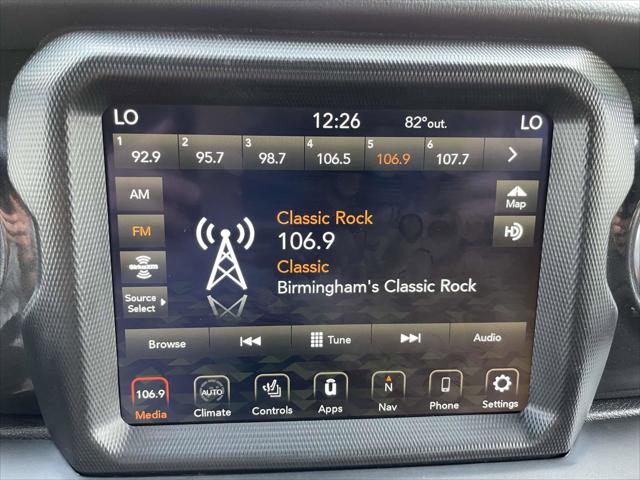 LO 12:26 82°out. LO
1 92.9 2 95.7 3 98.7 4 106.5 5 106.9 6 107.7
AM
Map
Classic Rock
FM
106.9
HD
Classic
SiriusXM
Birmingham's Classic Rock
Source
Select
Browse Tune Audio
106.9 AUTO N
Media Climate Controls Apps Nav Phone Settings